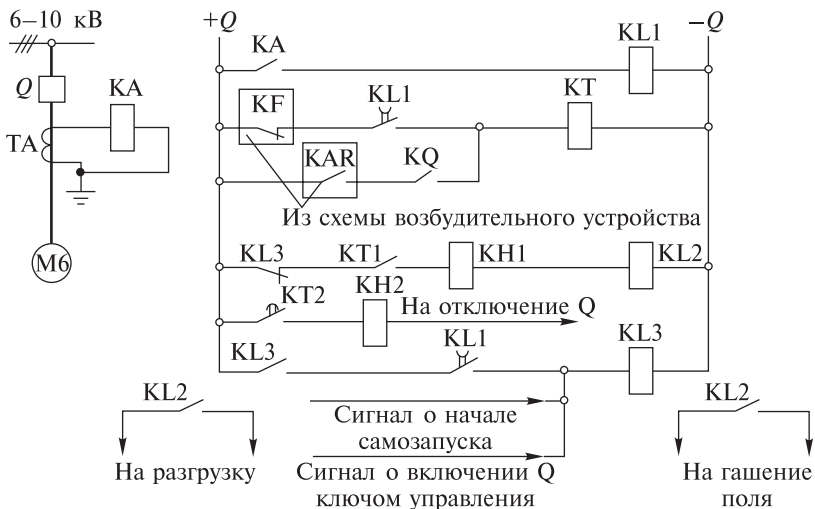 6–10 кВ
+Q
–Q
KA
KL1
Q
KA
KF
KL1
KT
TA
KAR
KQ
Из схемы возбудительного устройства
M6
KL3
KT1
KH1
KL2
KT2
KH2
На отключение Q
KL3
KL1
KL3
KL2
KL2
Сигнал о начале
самозапуска
На разгрузку
Сигнал о включении Q
ключом управления
На гашение
поля